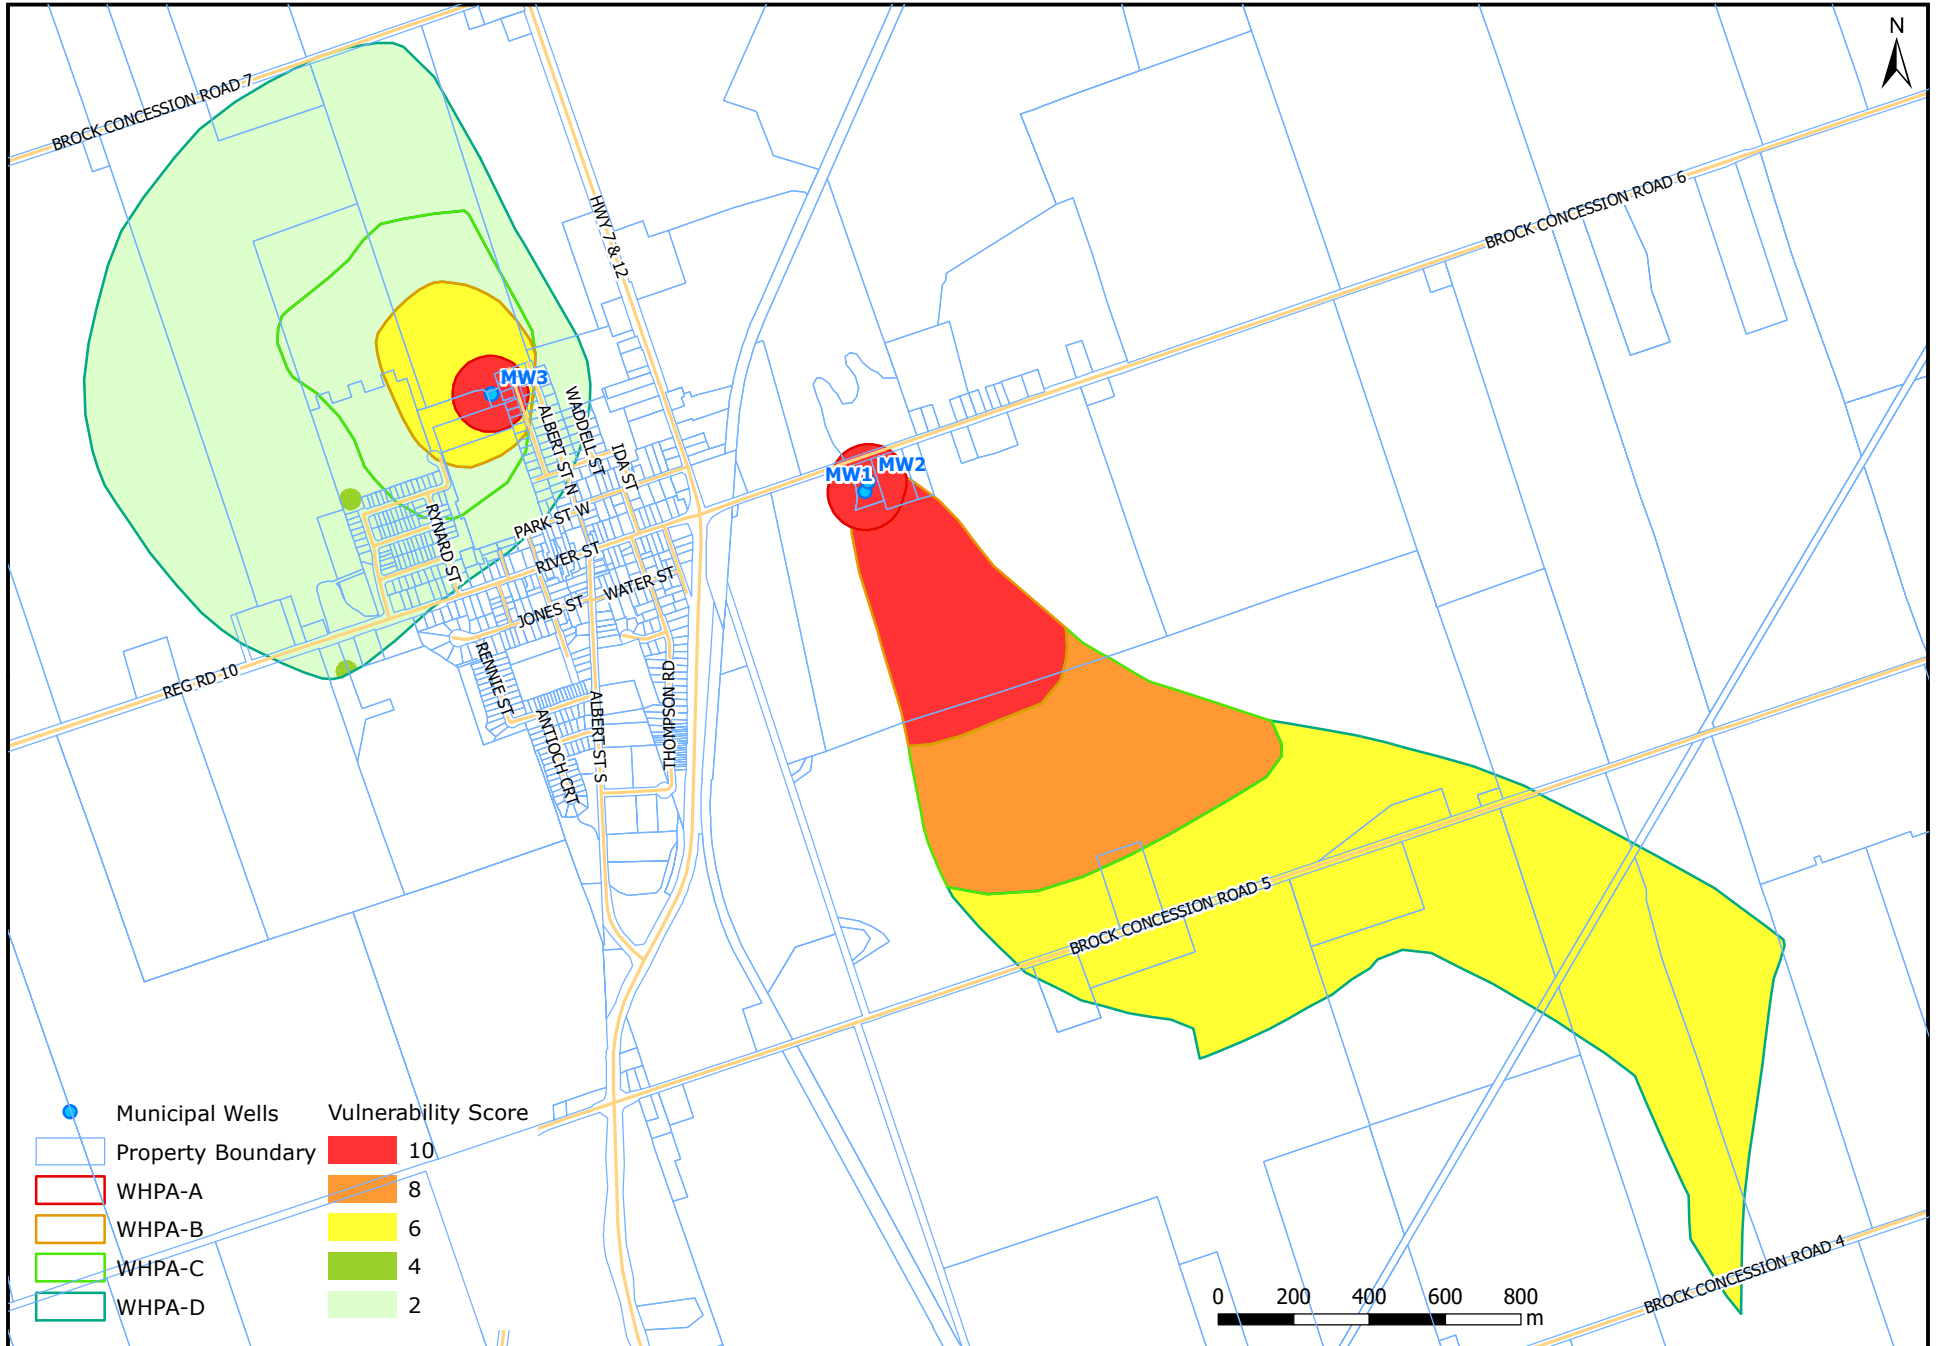 N
BROCK CONCESSION ROAD 7
BROCK CONCESSION ROAD 6
HWY 7 & 12
MW3
WADDELL ST
ALBERT ST N
IDA ST
MW2
MW1
RYNARD ST
PARK ST W
RIVER ST
WATER ST
JONES ST
REG RD 10
RENNIE ST
THOMPSON RD
ALBERT ST S
ANTIOCH CRT
BROCK CONCESSION ROAD 5
BROCK CONCESSION ROAD 4
Municipal Wells
Property Boundary
WHPA-A
WHPA-B
WHPA-C
WHPA-D
Vulnerability Score
10
8
6
4
2
0 200 400 600 800
m